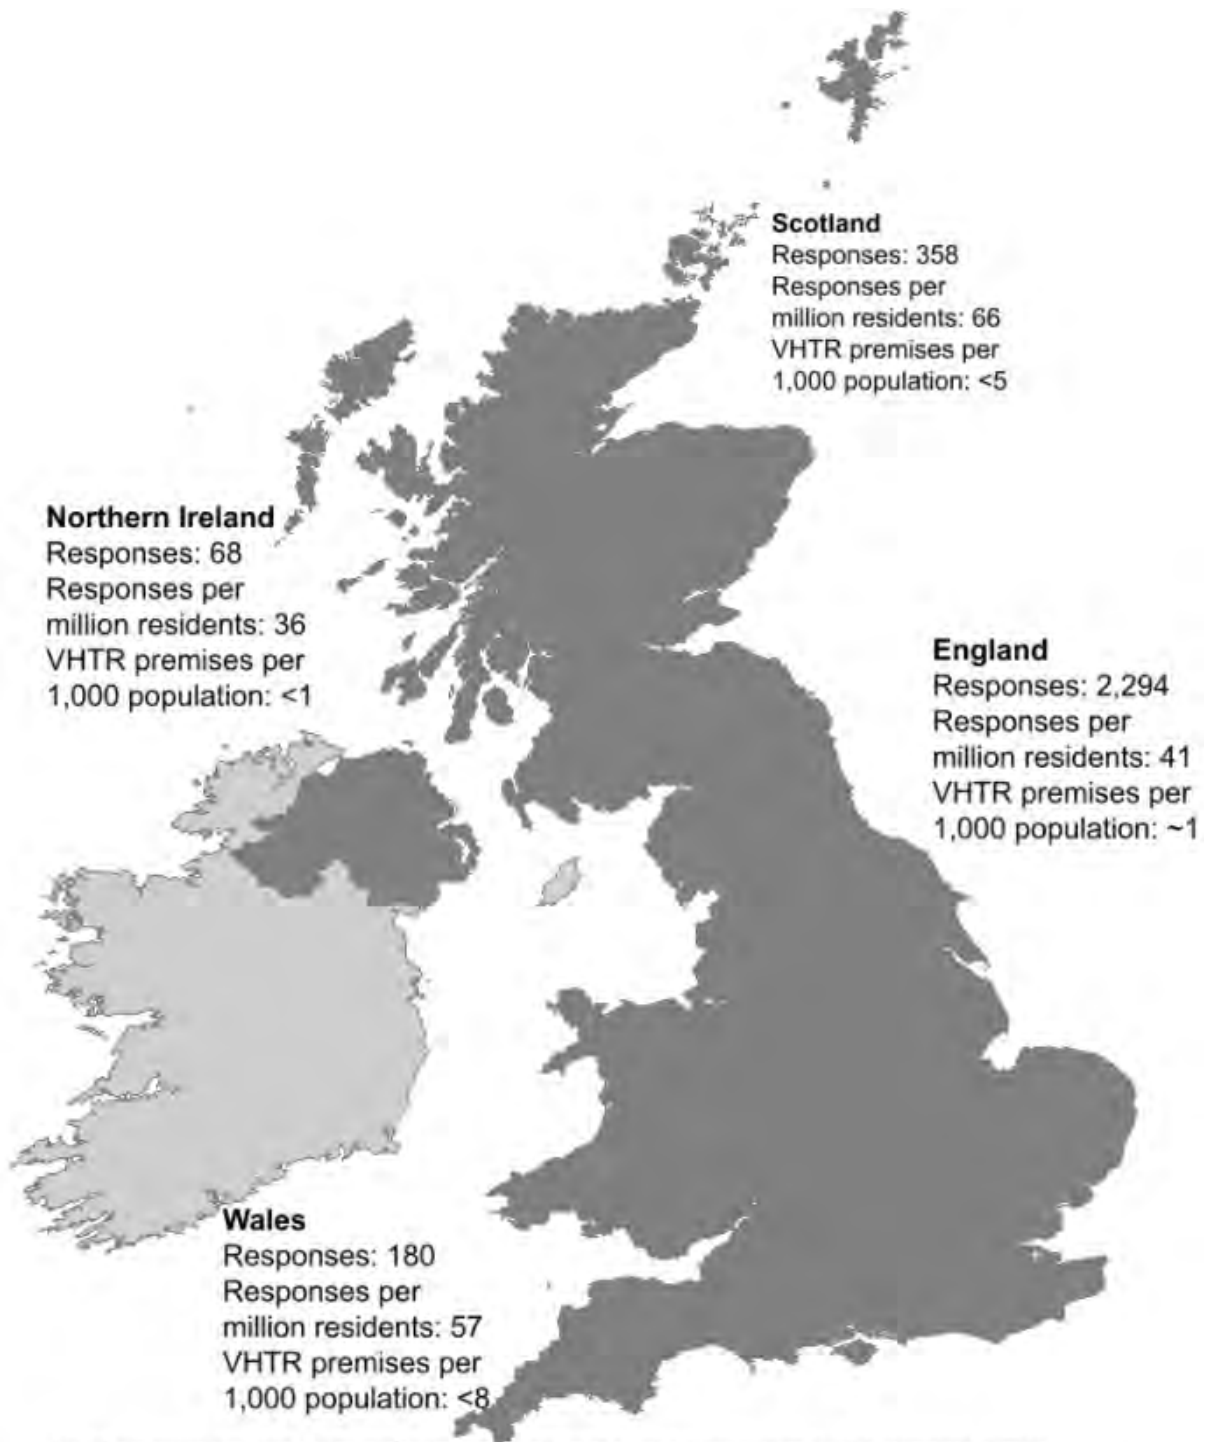 Scotland
Responses: 358
Responses per
million residents: 66
VHTR premises per
1,000 population: <5
Northern Ireland
Responses: 68
Responses per
million residents: 36
VHTR premises per
1,000 population: <1
England
Responses: 2,294
Responses per
million residents: 41
VHTR premises per
1,000 population: ~1
Wales
Responses: 180
Responses per
million residents: 57
VHTR premises per
1,000 population: <8